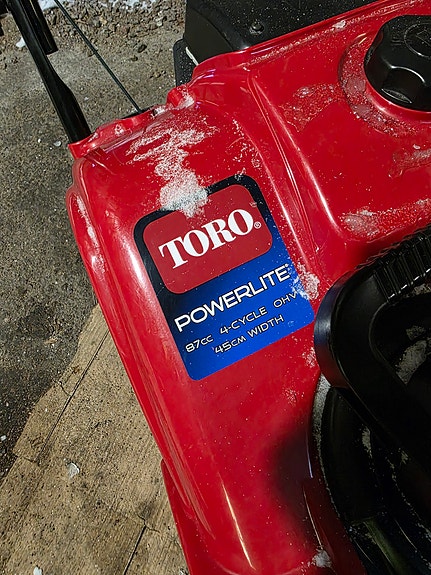 TORO®
POWERLITE®
87cc 4-CYCLE OHV
45cm WIDTH